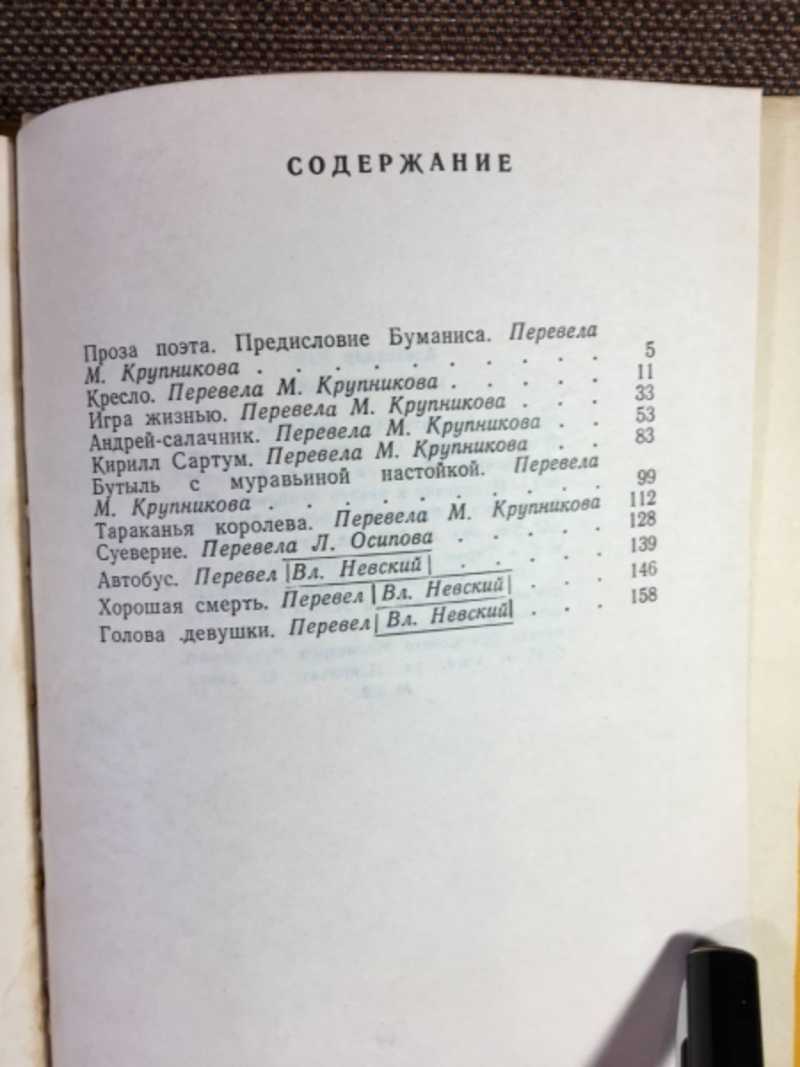 СОДЕРЖАНИЕ
Проза поэта. Предисловие Буманиса. Перевела
М. Крупникова . . . . . . . . . 5
Кресло. Перевела М. Крупникова . . . . 11
Игра жизнью. Перевела М. Крупникова . . . 33
Андрей-салачник. Перевела М. Крупникова . . 53
Кирилл Сартум. Перевела М. Крупникова . . 83
Бутыль с муравьиной настойкой. Перевела
М. Крупникова . . . . . . . . . 99
Тараканья королева. Перевела М. Крупникова 112
Суеверие. Перевела Л. Осипова . . . . . 128
Автобус. Перевел Вл. Невский . . . . . 139
Хорошая смерть. Перевел Вл. Невский . . . 146
Голова девушки. Перевел Вл. Невский . . . 158